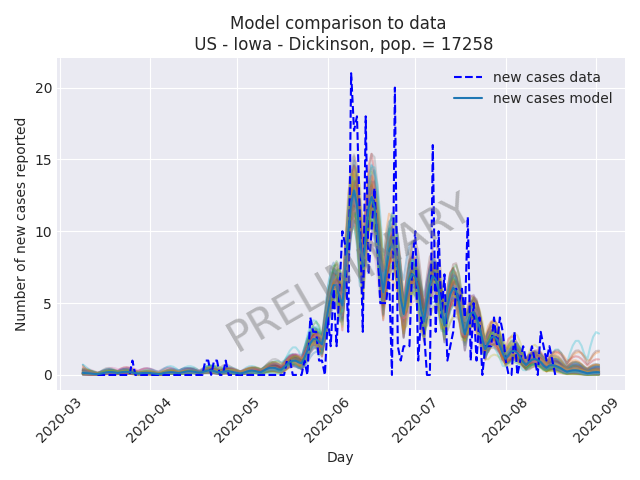 Model comparison to data
US - Iowa - Dickinson, pop. = 17258
new cases data
new cases model
Number of new cases reported
20
15
10
5
0
PRELIMINARY
2020-03
2020-04
2020-05
2020-06
2020-07
2020-08
2020-09
Day